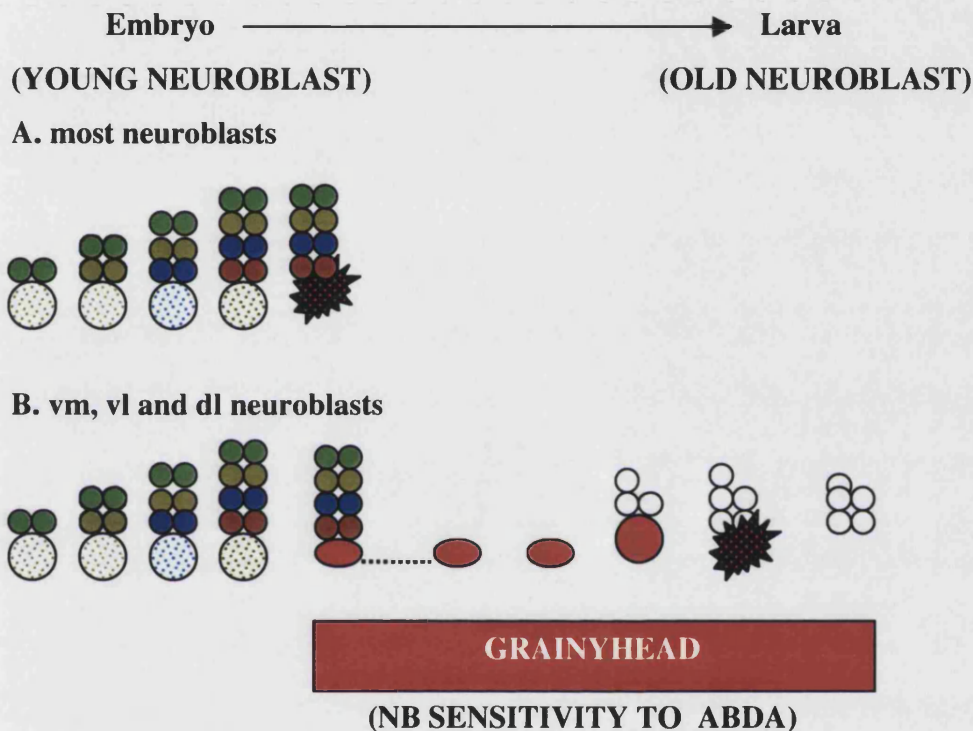 Embryo Larva
(YOUNG NEUROBLAST) (OLD NEUROBLAST)
A. most neuroblasts
B. vm, vl and dl neuroblasts
GRAINYHEAD
(NB SENSITIVITY TO ABDA)